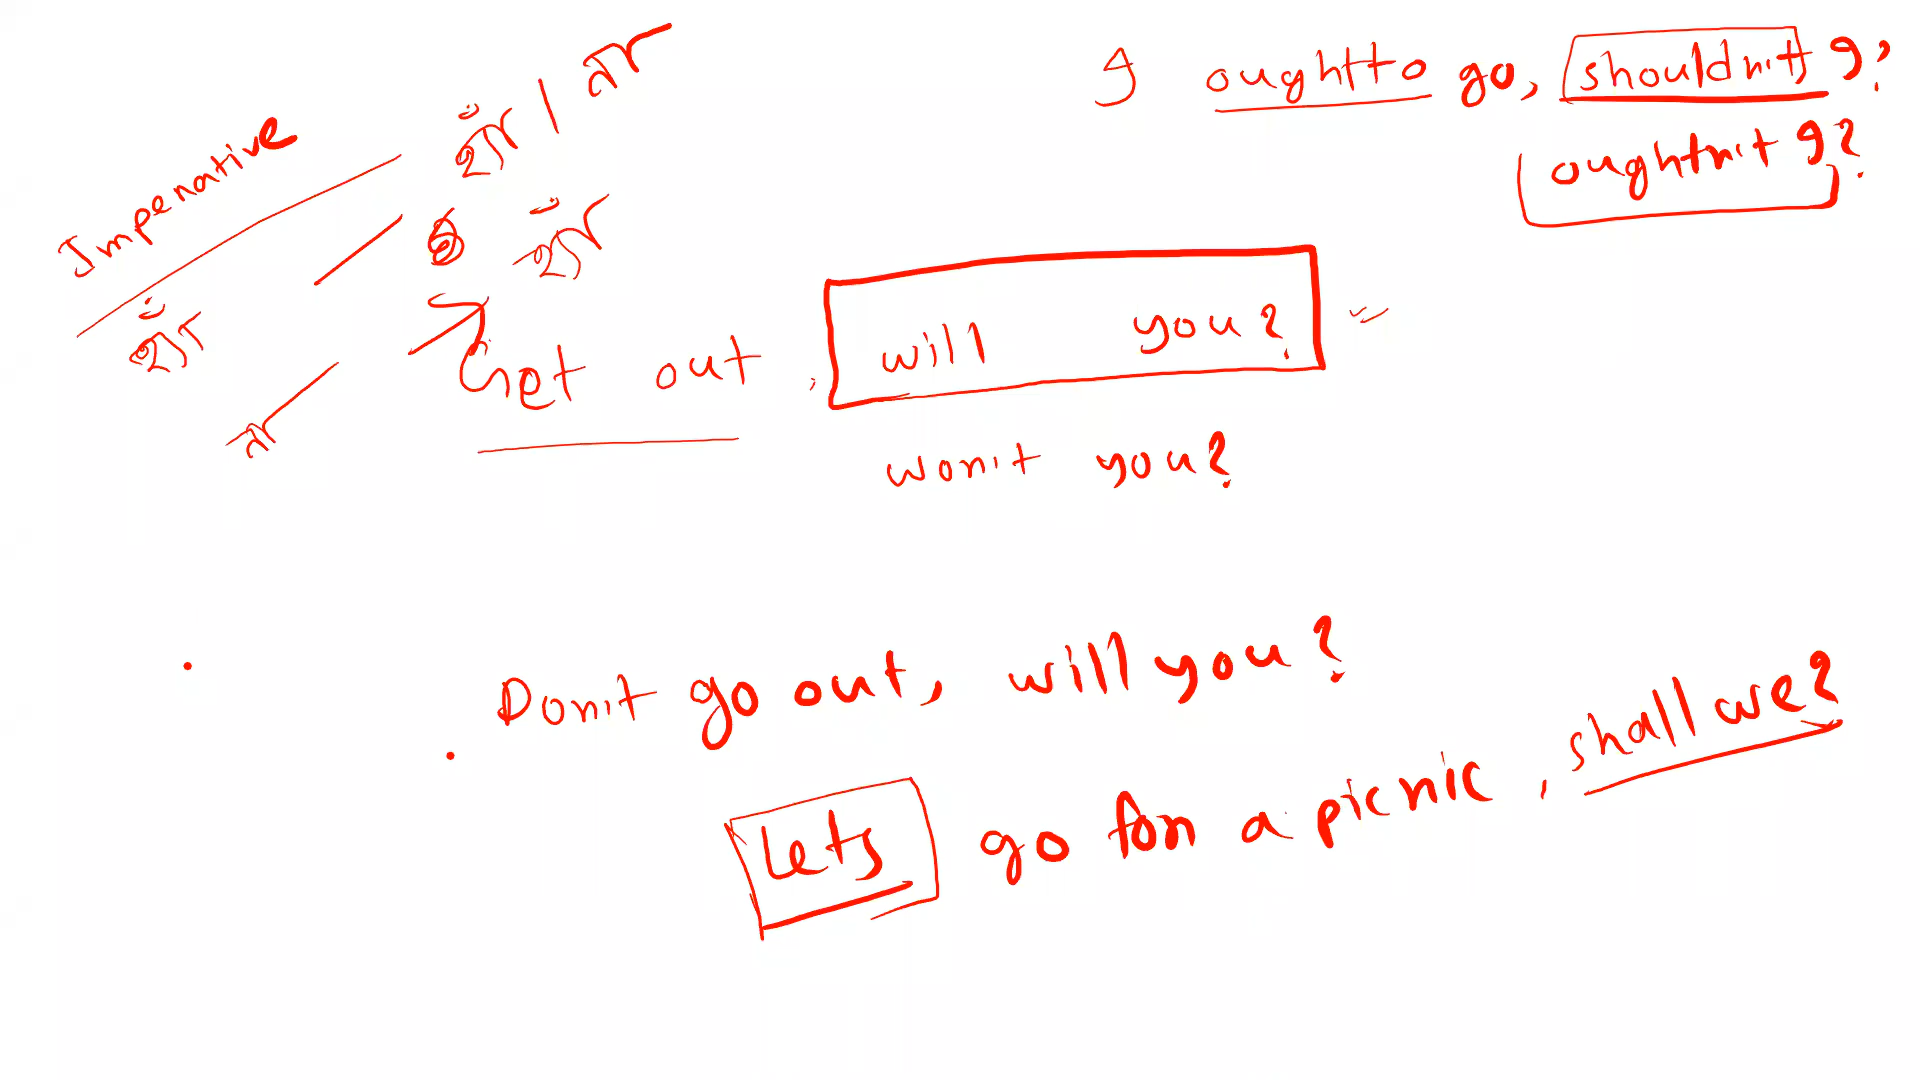 I ought to go, shouldn't I?
oughtn't I?
Imperative
হ্যাঁ / না
হ্যাঁ
হ্যাঁ
না
Get out, will you?
won't you?
Don't go out, will you?
Lets go for a picnic, shall we?